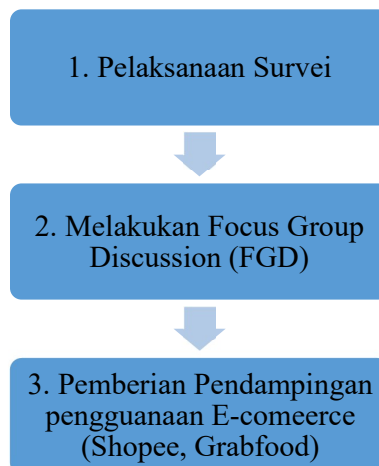 1. Pelaksanaan Survei
2. Melakukan Focus Group
Discussion (FGD)
3. Pemberian Pendampingan
pengguanaan E-comeerce
(Shopee, Grabfood)